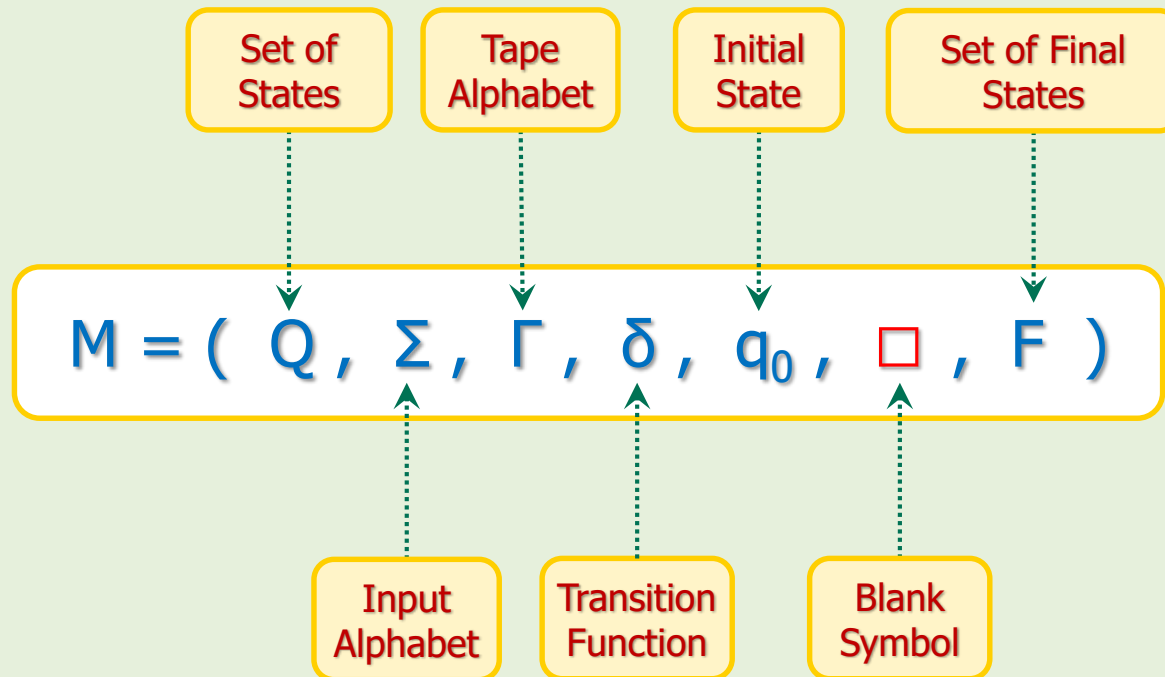 Set of
States
Tape
Alphabet
Initial
State
Set of Final
States
M = ( Q , Σ , Γ , δ , q₀ , □ , F )
Input
Alphabet
Transition
Function
Blank
Symbol